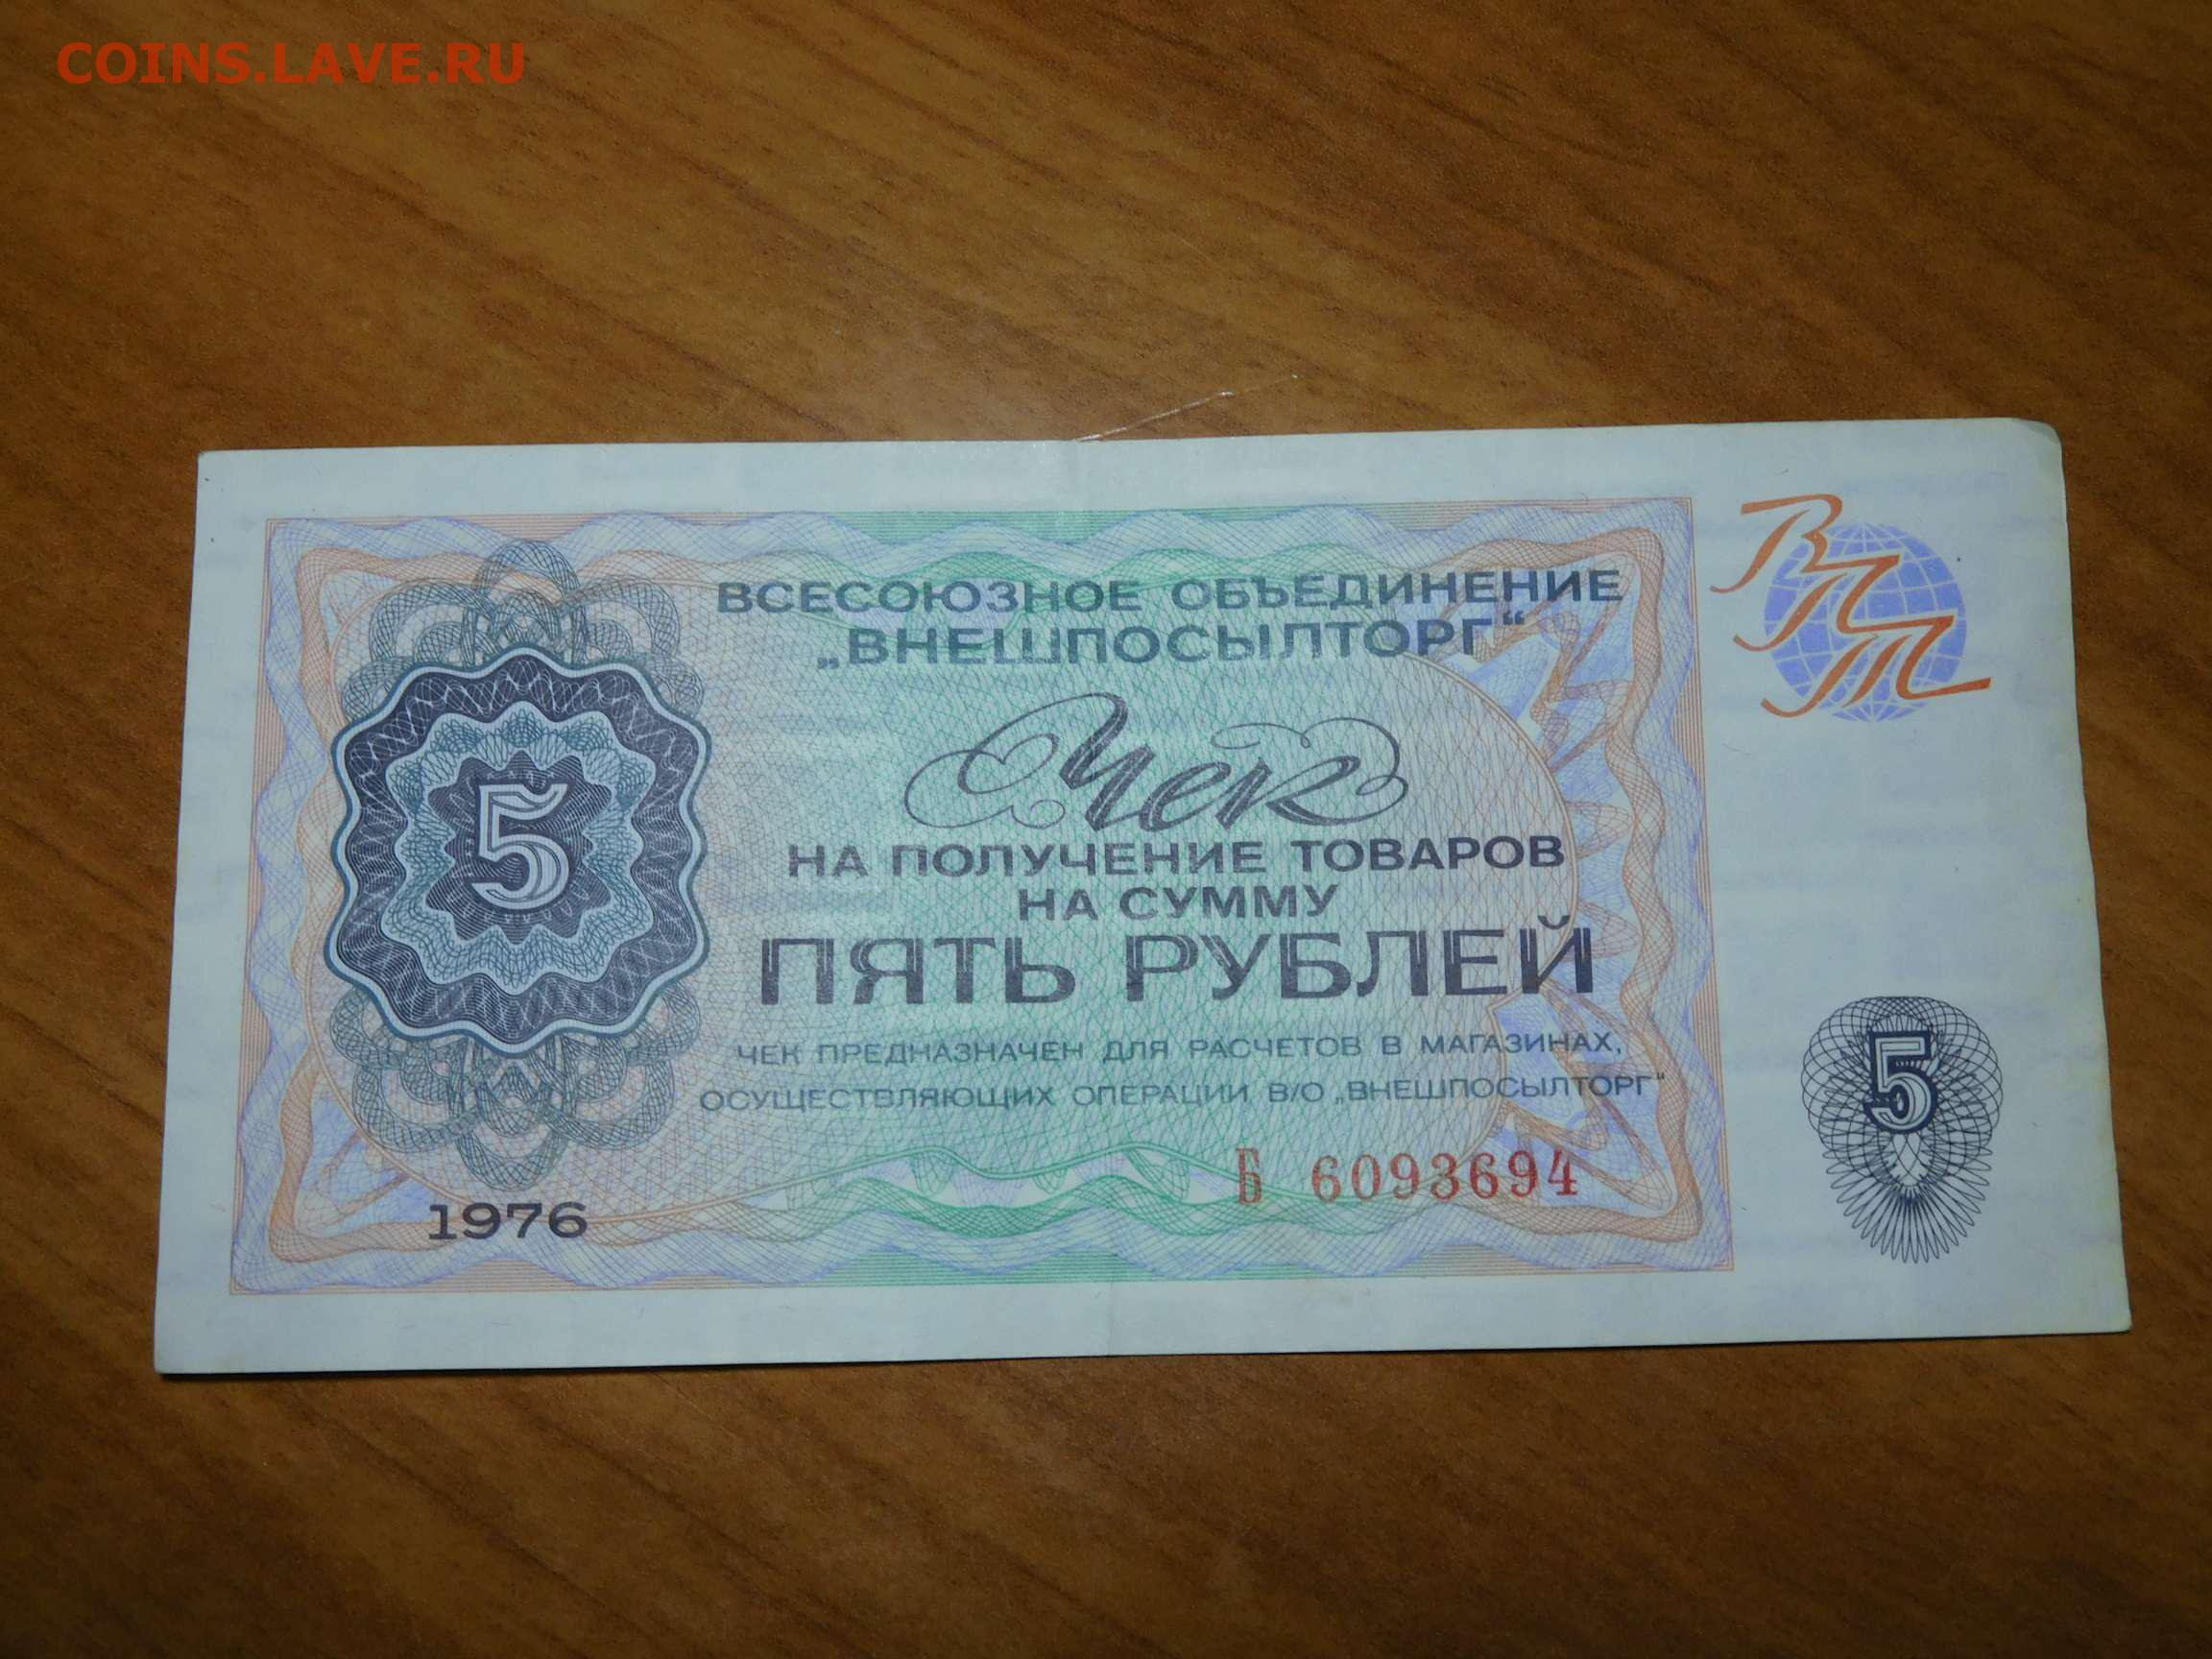 COINS.LAVE.RU
ВСЕСОЮЗНОЕ ОБЪЕДИНЕНИЕ
„ВНЕШПОСЫЛТОРГ“
ВПТ
Чек
5
НА ПОЛУЧЕНИЕ ТОВАРОВ
НА СУММУ
ПЯТЬ РУБЛЕЙ
ЧЕК ПРЕДНАЗНАЧЕН ДЛЯ РАСЧЕТОВ В МАГАЗИНАХ,
ОСУЩЕСТВЛЯЮЩИХ ОПЕРАЦИИ В/О „ВНЕШПОСЫЛТОРГ“
5
Б 6093694
1976